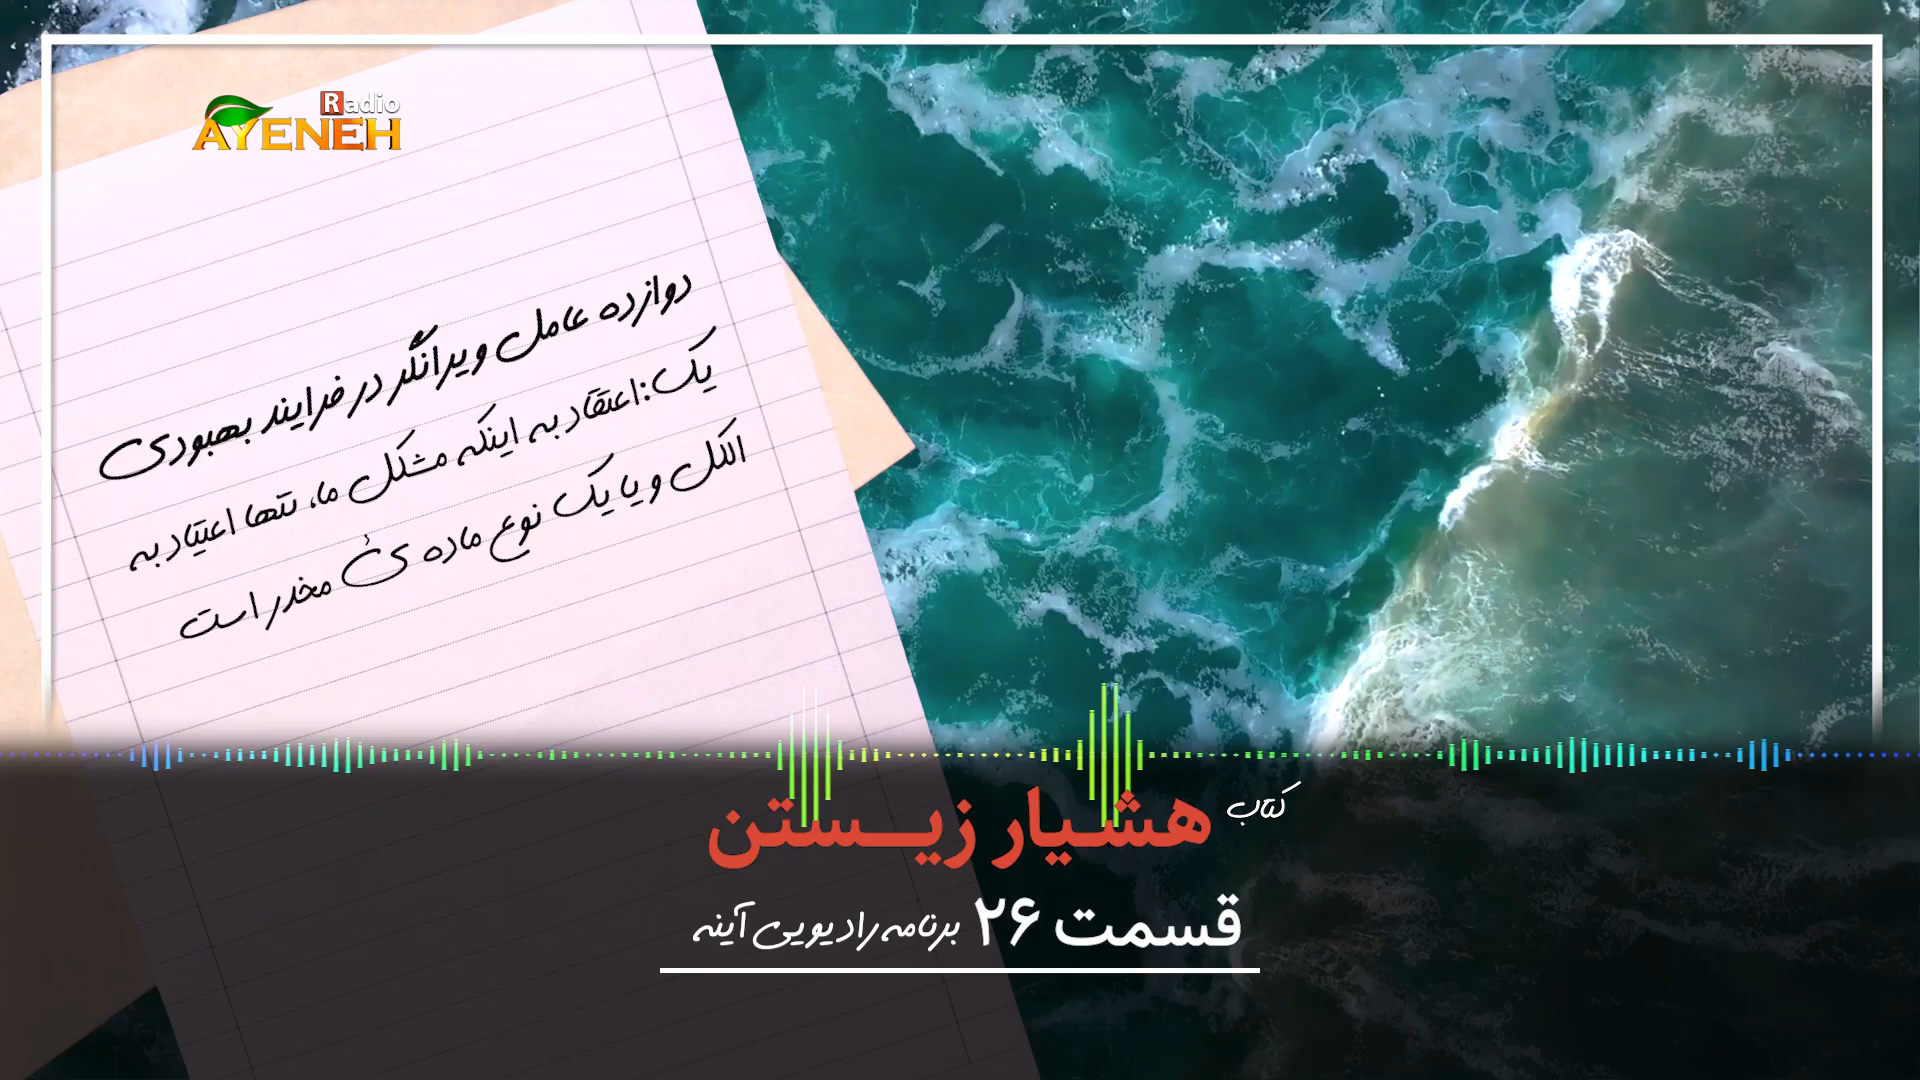 Radio
AYENEH
دوازده عامل ویرانگر در فرایند بهبودی
یک: اعتقاد به اینکه مشکل ما، تنها اعتیاد به
الکل و یا یک نوع ماده یٔ مخدر است
کتاب
هشیار زیستن
قسمت ۲۶ برنامه رادیویی آینه